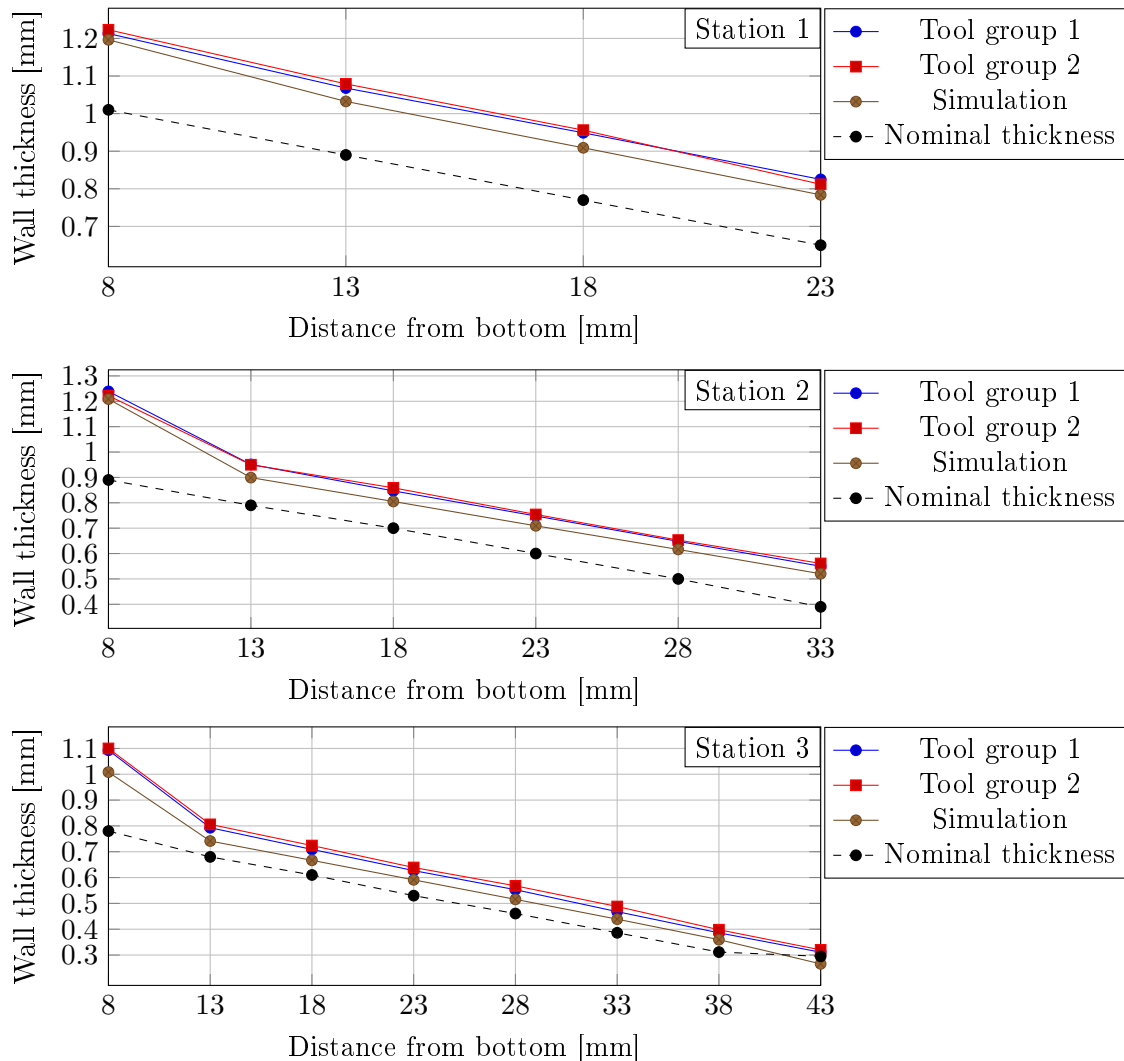 Station 1
Wall thickness [mm]
1.2
1.1
1
0.9
0.8
0.7
8 13 18 23
Distance from bottom [mm]
Tool group 1
Tool group 2
Simulation
Nominal thickness
Station 2
Wall thickness [mm]
1.3
1.2
1.1
1
0.9
0.8
0.7
0.6
0.5
0.4
8 13 18 23 28 33
Distance from bottom [mm]
Tool group 1
Tool group 2
Simulation
Nominal thickness
Station 3
Wall thickness [mm]
1.1
1
0.9
0.8
0.7
0.6
0.5
0.4
0.3
8 13 18 23 28 33 38 43
Distance from bottom [mm]
Tool group 1
Tool group 2
Simulation
Nominal thickness